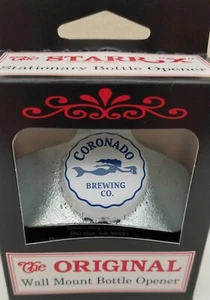 The STARR X
Stationary Bottle Opener
CORONADO
BREWING
CO.
The ORIGINAL
Wall Mount Bottle Opener